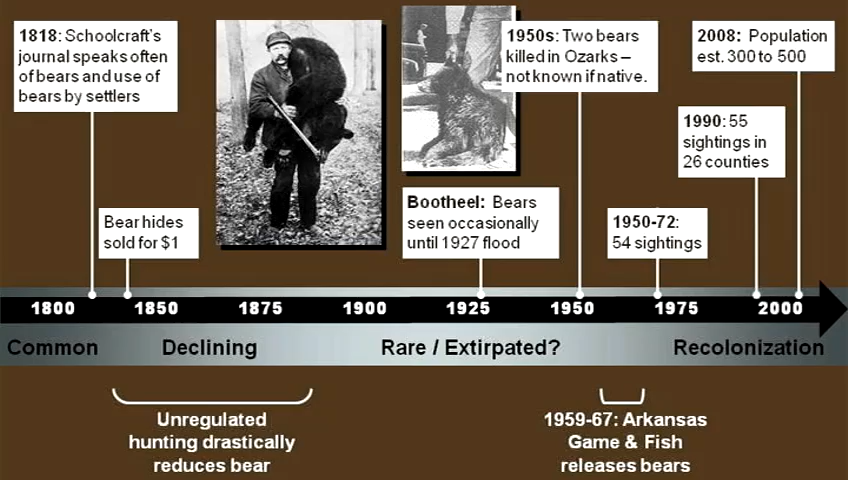 1818: Schoolcraft's
journal speaks often
of bears and use of
bears by settlers
Bear hides
sold for $1
1950s: Two bears
killed in Ozarks –
not known if native.
2008: Population
est. 300 to 500
1990: 55
sightings in
26 counties
Bootheel: Bears
seen occasionally
until 1927 flood
1950-72:
54 sightings
1800 1850 1875 1900 1925 1950 1975 2000
Common Declining Rare / Extirpated? Recolonization
Unregulated
hunting drastically
reduces bear
1959-67: Arkansas
Game & Fish
releases bears